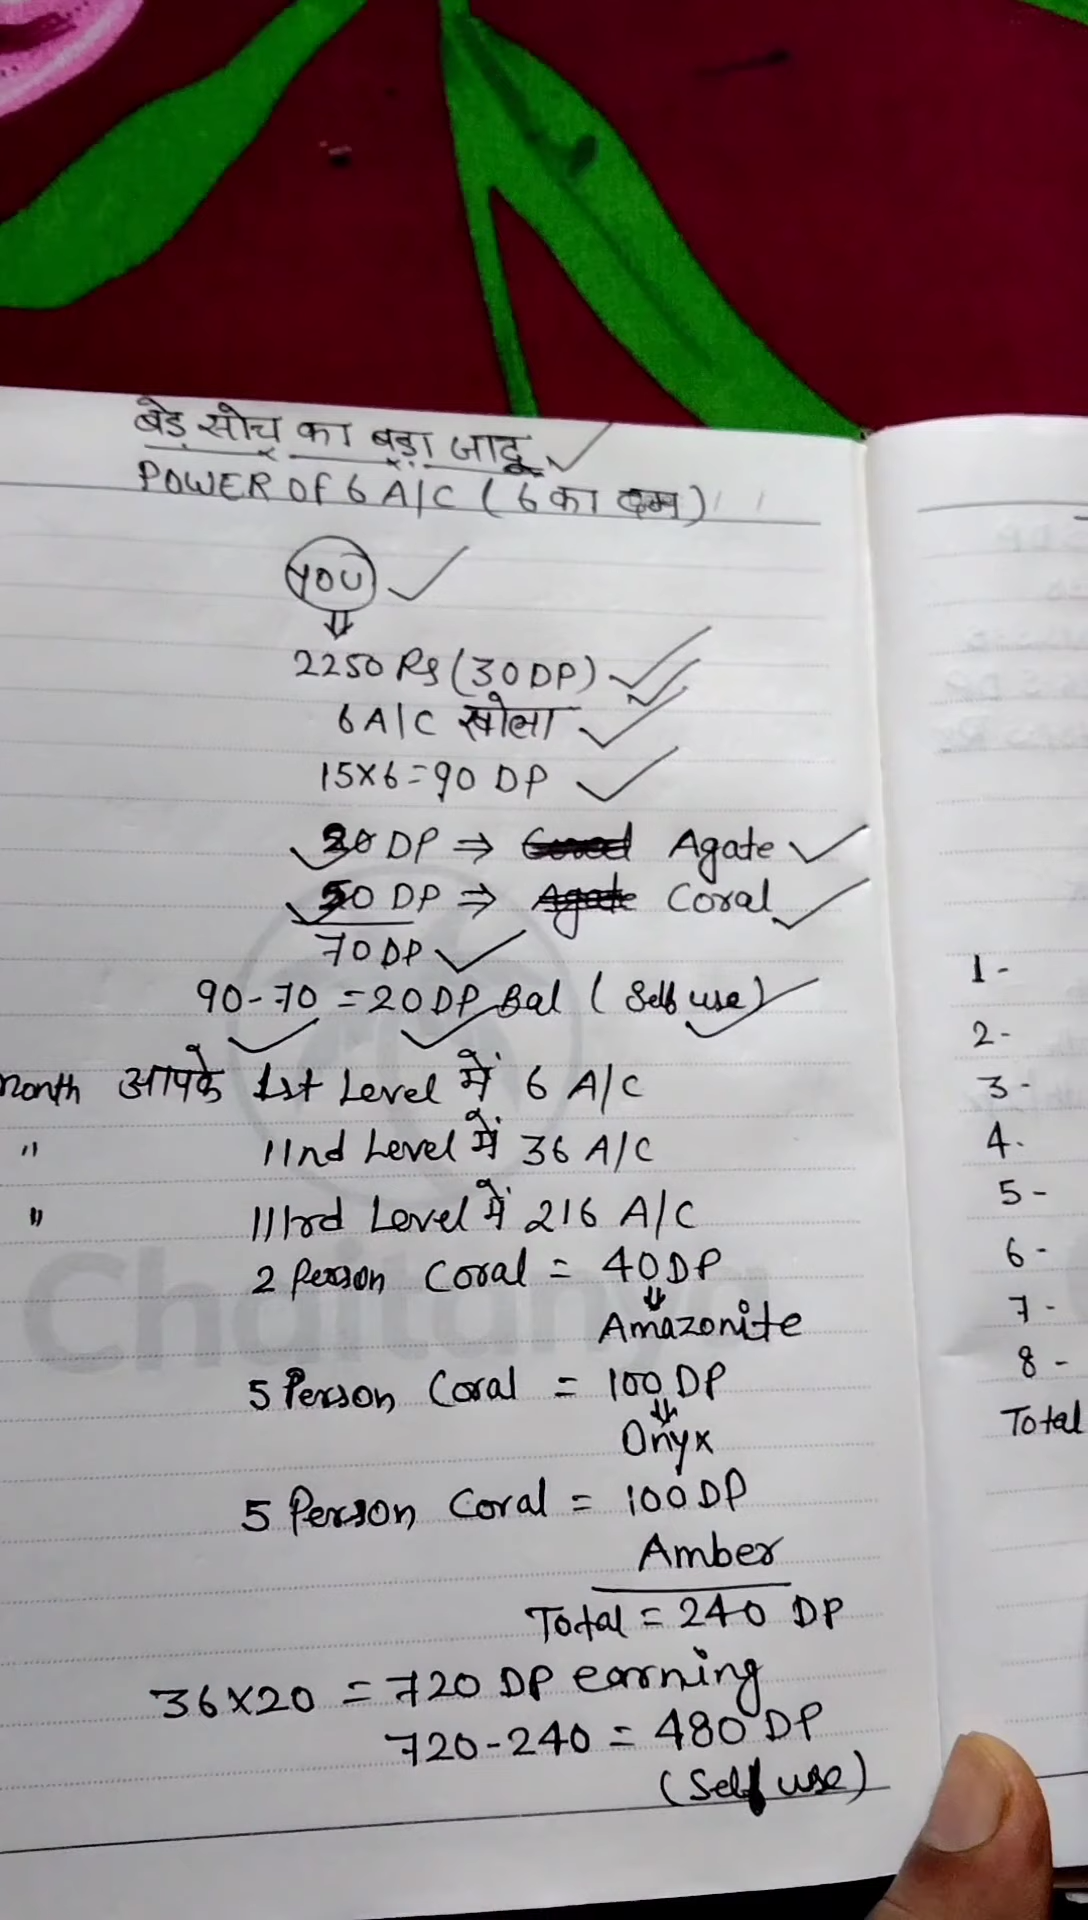 बड़े सोच का बड़ा जादू
POWER OF 6 A/C (6 का दम)
YOU
⇓
2250 Rs (30 DP)
6 A/C खोला
15×6=90 DP
20 DP ⇒ Agate
50 DP ⇒ Coral
70 DP
90-70 = 20 DP Bal (Self use)
Month आपके 1st Level में 6 A/C
" IInd Level में 36 A/C
" IIIrd Level में 216 A/C
2 Person Coral = 40 DP
⇓
Amazonite
5 Person Coral = 100 DP
⇓
Onyx
5 Person Coral = 100 DP
Amber
Total = 240 DP
36×20 = 720 DP earning
720-240 = 480 DP
(Self use)
Chaitanya
1-
2-
3-
4.
5-
6-
7-
8-
Total